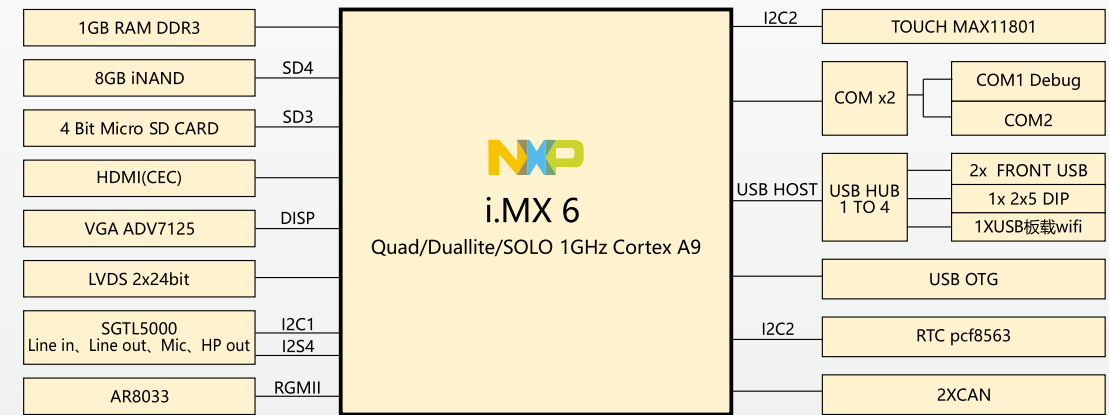 1GB RAM DDR3
8GB iNAND
SD4
4 Bit Micro SD CARD
SD3
HDMI(CEC)
VGA ADV7125
DISP
LVDS 2x24bit
SGTL5000
Line in、Line out、Mic、HP out
I2C1
I2S4
AR8033
RGMII
NXP
i.MX 6
Quad/Duallite/SOLO 1GHz Cortex A9
I2C2
TOUCH MAX11801
COM x2
COM1 Debug
COM2
USB HOST
USB HUB
1 TO 4
2x FRONT USB
1x 2x5 DIP
1XUSB板载wifi
USB OTG
I2C2
RTC pcf8563
2XCAN